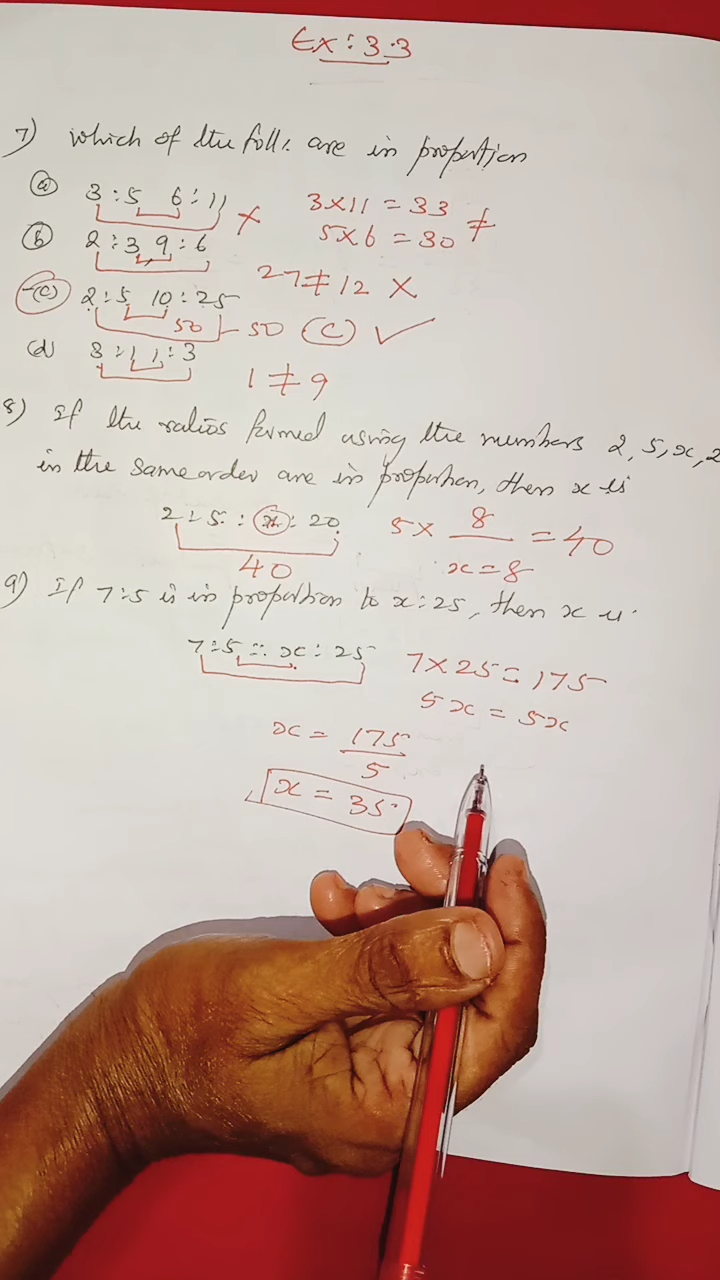 Ex : 3.3
7) which of the foll: are in proportion
(a) 3 : 5 6 : 11 × 3×11 = 33
5×6 = 30 ≠
(b) 2 : 3 9 : 6
27 ≠ 12 ×
(c) 2 : 5 10 : 25
50 50 (c) ✓
(d) 8 : 1 1 : 3
1 ≠ 9
8) If the ratios formed using the numbers 2, 5, x, 2
in the same order are in proportion, then x is
2 : 5 : x : 20 5 × 8 = 40
40 x = 8
9) If 7:5 is in proportion to x:25, then x is
7 : 5 :: x : 25 7×25 = 175
5x = 5x
x = 175
5
x = 35